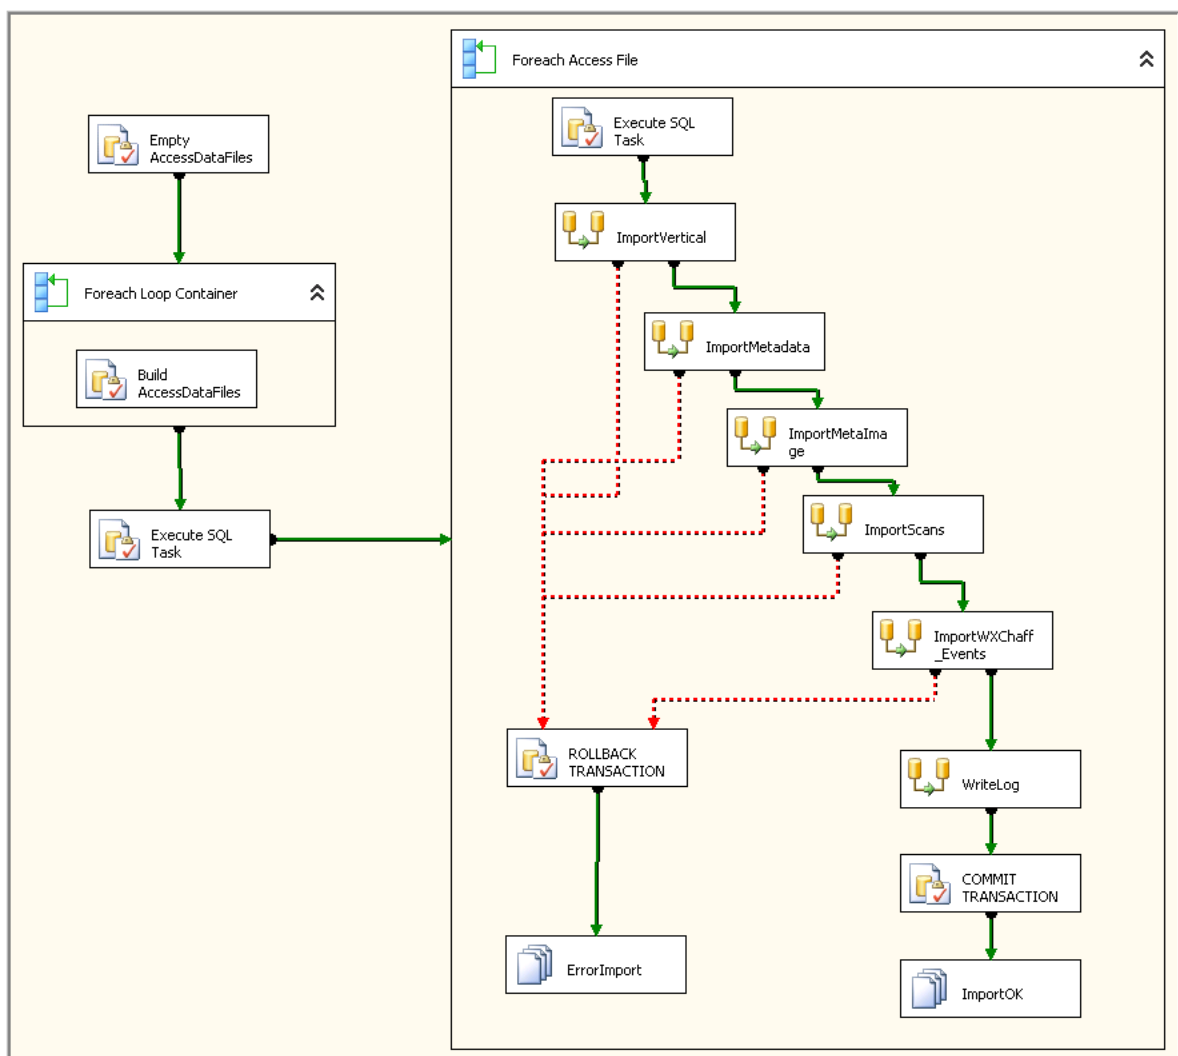 Foreach Access File
Empty
AccessDataFiles
Foreach Loop Container
Build
AccessDataFiles
Execute SQL
Task
Execute SQL
Task
ImportVertical
ImportMetadata
ImportMetaIma
ge
ImportScans
ImportWXChaff
_Events
ROLLBACK
TRANSACTION
WriteLog
COMMIT
TRANSACTION
ErrorImport
ImportOK